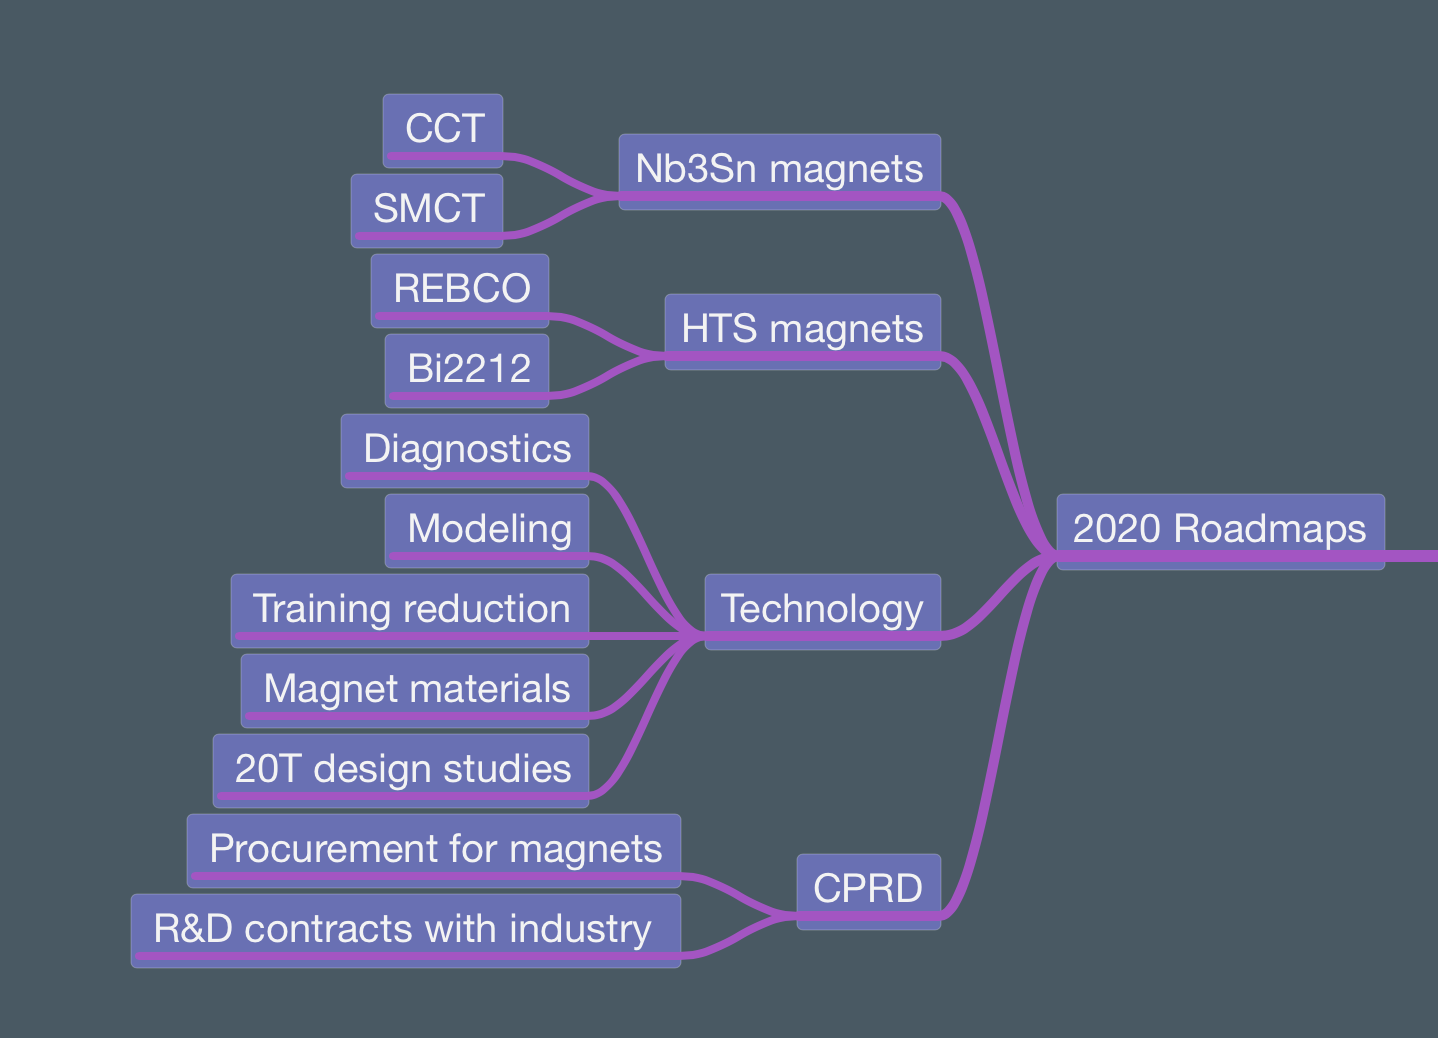 CCT
SMCT
Nb3Sn magnets
REBCO
Bi2212
HTS magnets
Diagnostics
Modeling
Training reduction
Magnet materials
20T design studies
Technology
Procurement for magnets
R&D contracts with industry
CPRD
2020 Roadmaps